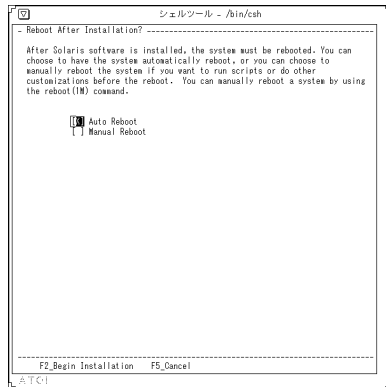 シェルツール - /bin/csh
- Reboot After Installation? ----------------------------------------
After Solaris software is installed, the system must be rebooted. You can
choose to have the system automatically reboot, or you can choose to
manually reboot the system if you want to run scripts or do other
customizations before the reboot. You can manually reboot a system by using
the reboot(1M) command.
[X] Auto Reboot
[ ] Manual Reboot
F2_Begin Installation F5_Cancel